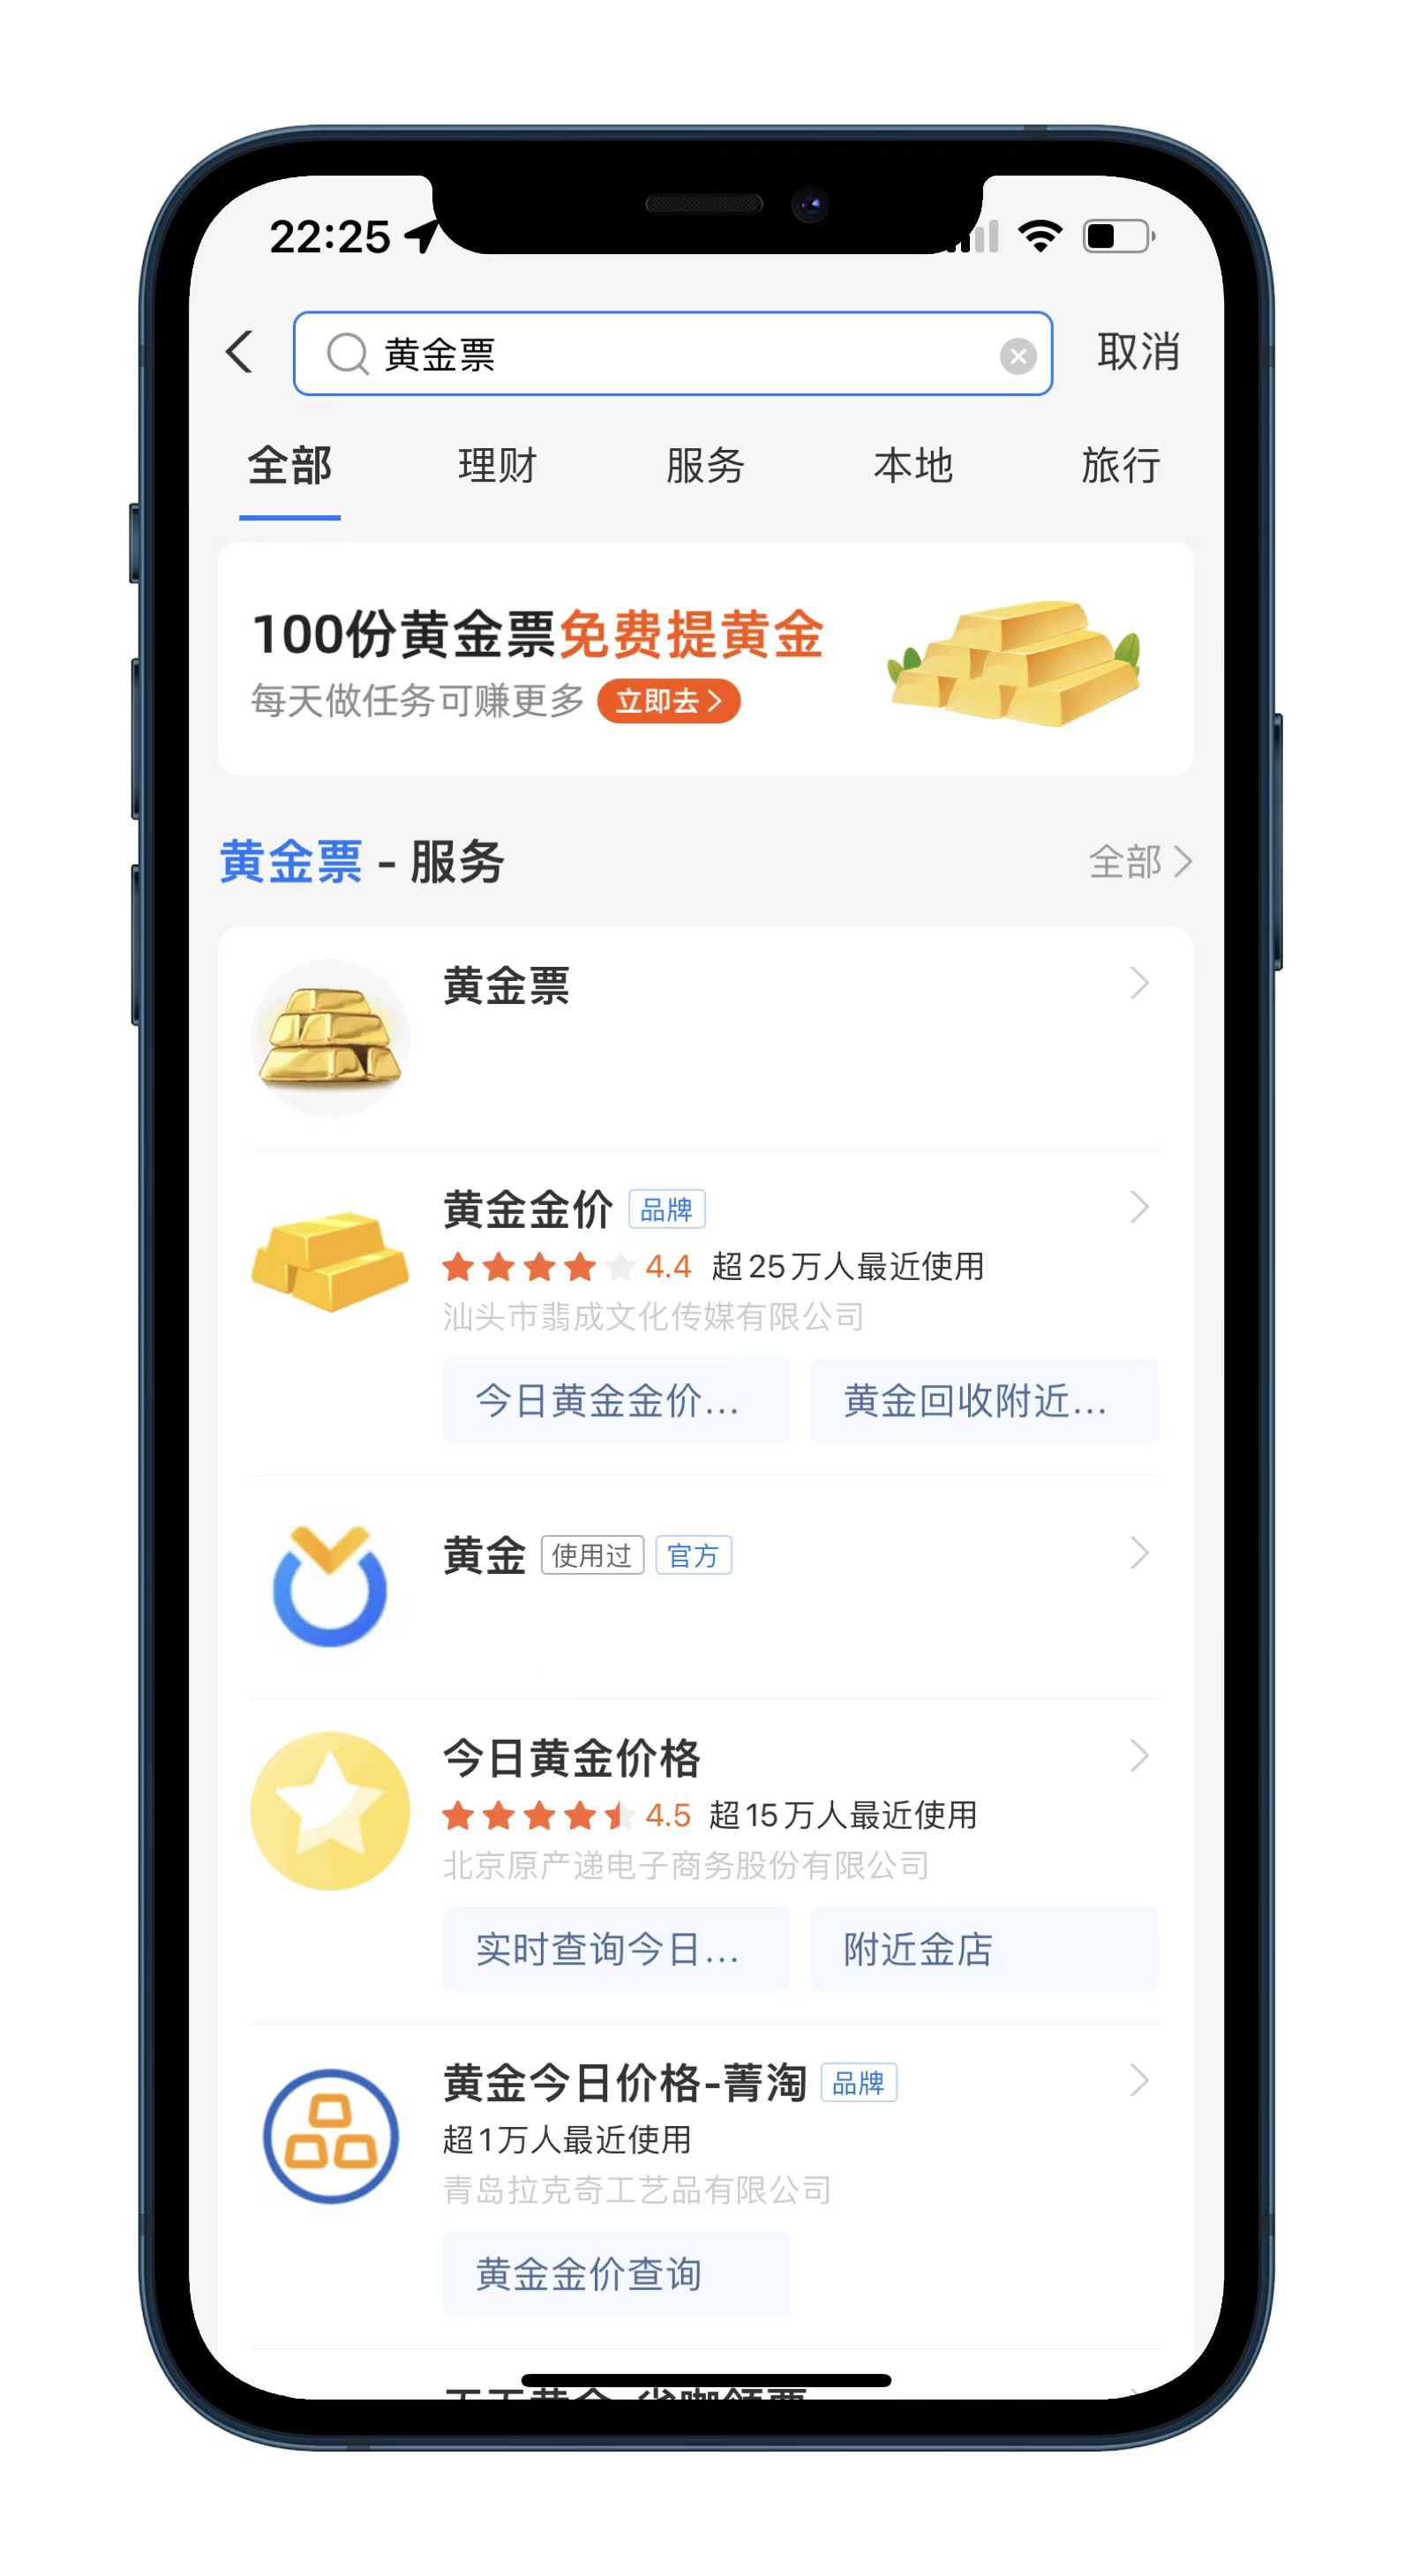 22:25
黄金票
取消
全部 理财 服务 本地 旅行
100份黄金票免费提黄金
每天做任务可赚更多 立即去
黄金票 - 服务 全部
黄金票
黄金金价 品牌
4.4 超25万人最近使用
汕头市翡成文化传媒有限公司
今日黄金金价... 黄金回收附近...
黄金 使用过 官方
今日黄金价格
4.5 超15万人最近使用
北京原产递电子商务股份有限公司
实时查询今日... 附近金店
黄金今日价格-菁淘 品牌
超1万人最近使用
青岛拉克奇工艺品有限公司
黄金金价查询